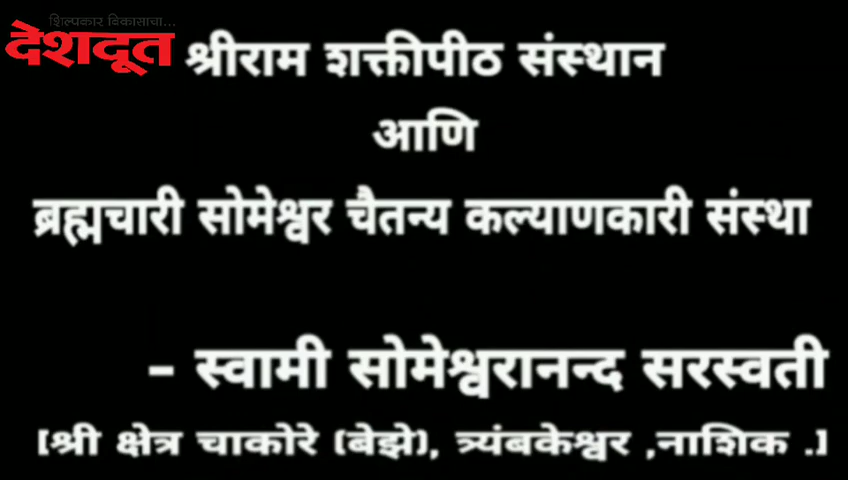 शिल्पकार विकासाचा...
देशदूत
श्रीराम शक्तीपीठ संस्थान
आणि
ब्रह्मचारी सोमेश्वर चैतन्य कल्याणकारी संस्था
- स्वामी सोमेश्वरानन्द सरस्वती
[श्री क्षेत्र चाकोरे (बेझे), त्र्यंबकेश्वर ,नाशिक .]